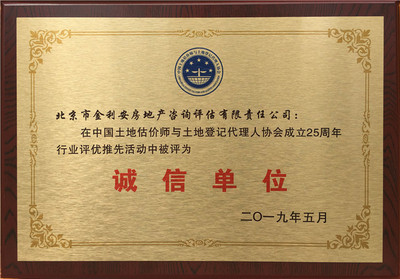 北京市金利安房地产咨询评估有限责任公司：
在中国土地估价师与土地登记代理人协会成立25周年
行业评优推先活动中被评为
诚信单位
二〇一九年五月